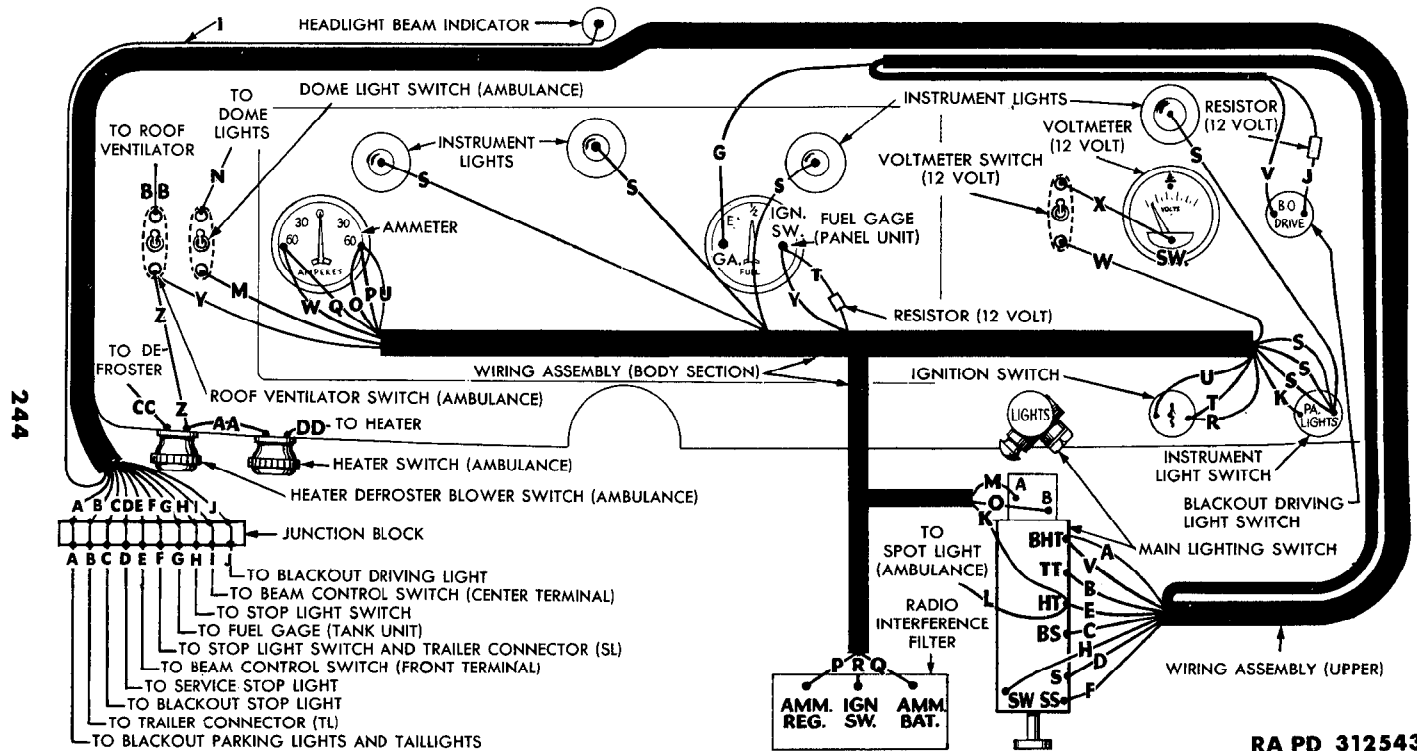 I
HEADLIGHT BEAM INDICATOR
DOME LIGHT SWITCH (AMBULANCE)
TO
DOME
LIGHTS
TO ROOF
VENTILATOR
BB
N
INSTRUMENT
LIGHTS
S
S
S
S
G
INSTRUMENT LIGHTS
RESISTOR
(12 VOLT)
VOLTMETER
(12 VOLT)
VOLTMETER SWITCH
(12 VOLT)
V
J
X
W
VOLTS
SW.
B.O.
DRIVE
30 30
60 60
AMPERES
AMMETER
E. 1/2
IGN.
SW.
GA.
FUEL
FUEL GAGE
(PANEL UNIT)
T
Y
Y
M
W
Q
O
P
U
Z
RESISTOR (12 VOLT)
TO DE-
FROSTER
WIRING ASSEMBLY (BODY SECTION)
IGNITION SWITCH
U
T
R
S
S
S
K
PA.
LIGHTS
ROOF VENTILATOR SWITCH (AMBULANCE)
CC
Z
AA
DD
TO HEATER
LIGHTS
INSTRUMENT
LIGHT SWITCH
HEATER SWITCH (AMBULANCE)
HEATER DEFROSTER BLOWER SWITCH (AMBULANCE)
BLACKOUT DRIVING
LIGHT SWITCH
MAIN LIGHTING SWITCH
A B C D E F G H I J
JUNCTION BLOCK
A B C D E F G H I J
TO BLACKOUT DRIVING LIGHT
TO BEAM CONTROL SWITCH (CENTER TERMINAL)
TO STOP LIGHT SWITCH
TO FUEL GAGE (TANK UNIT)
TO STOP LIGHT SWITCH AND TRAILER CONNECTOR (SL)
TO BEAM CONTROL SWITCH (FRONT TERMINAL)
TO SERVICE STOP LIGHT
TO BLACKOUT STOP LIGHT
TO TRAILER CONNECTOR (TL)
TO BLACKOUT PARKING LIGHTS AND TAILLIGHTS
M
O
K
A
B
TO
SPOT LIGHT
(AMBULANCE)
L
BHT
TT
HT
BS
S
SW SS
A
V
B
E
C
H
D
F
RADIO
INTERFERENCE
FILTER
P R Q
AMM.
REG.
IGN
SW.
AMM.
BAT.
WIRING ASSEMBLY (UPPER)
244
RA PD 312543